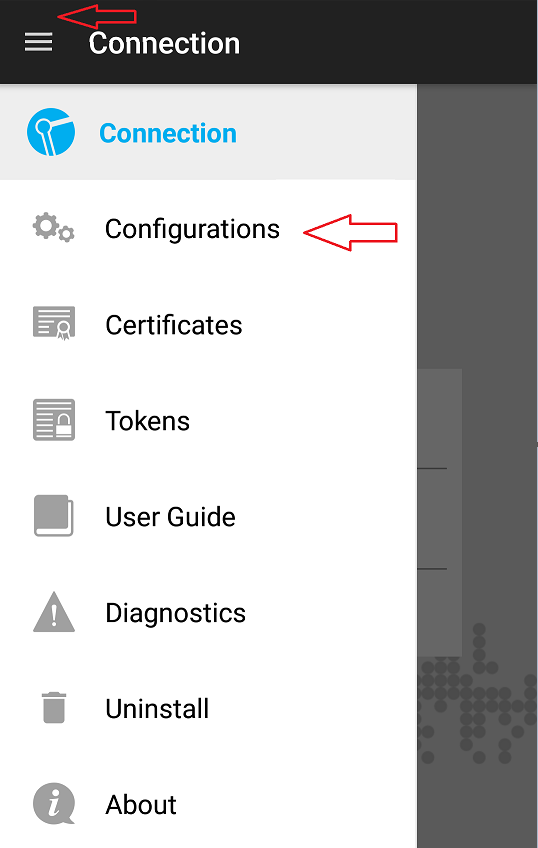 Connection
Connection
Configurations
Certificates
Tokens
User Guide
Diagnostics
Uninstall
About